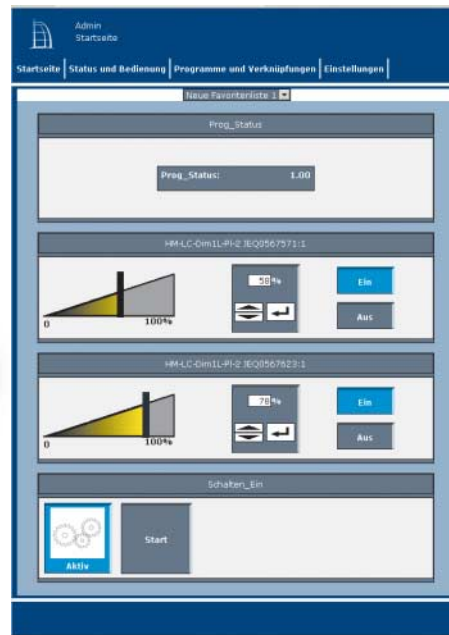 Admin
Startseite
Startseite Status und Bedienung Programme und Verknüpfungen Einstellungen
Neue Favoritenliste 1
Prog_Status
Prog_Status: 1.00
HM-LC-Dim1L-Pl-2 JEQ0567571:1
58 %
Ein
0 100%
Aus
HM-LC-Dim1L-Pl-2 JEQ0567623:1
78 %
Ein
0 100%
Aus
Schalten_Ein
Start
Aktiv